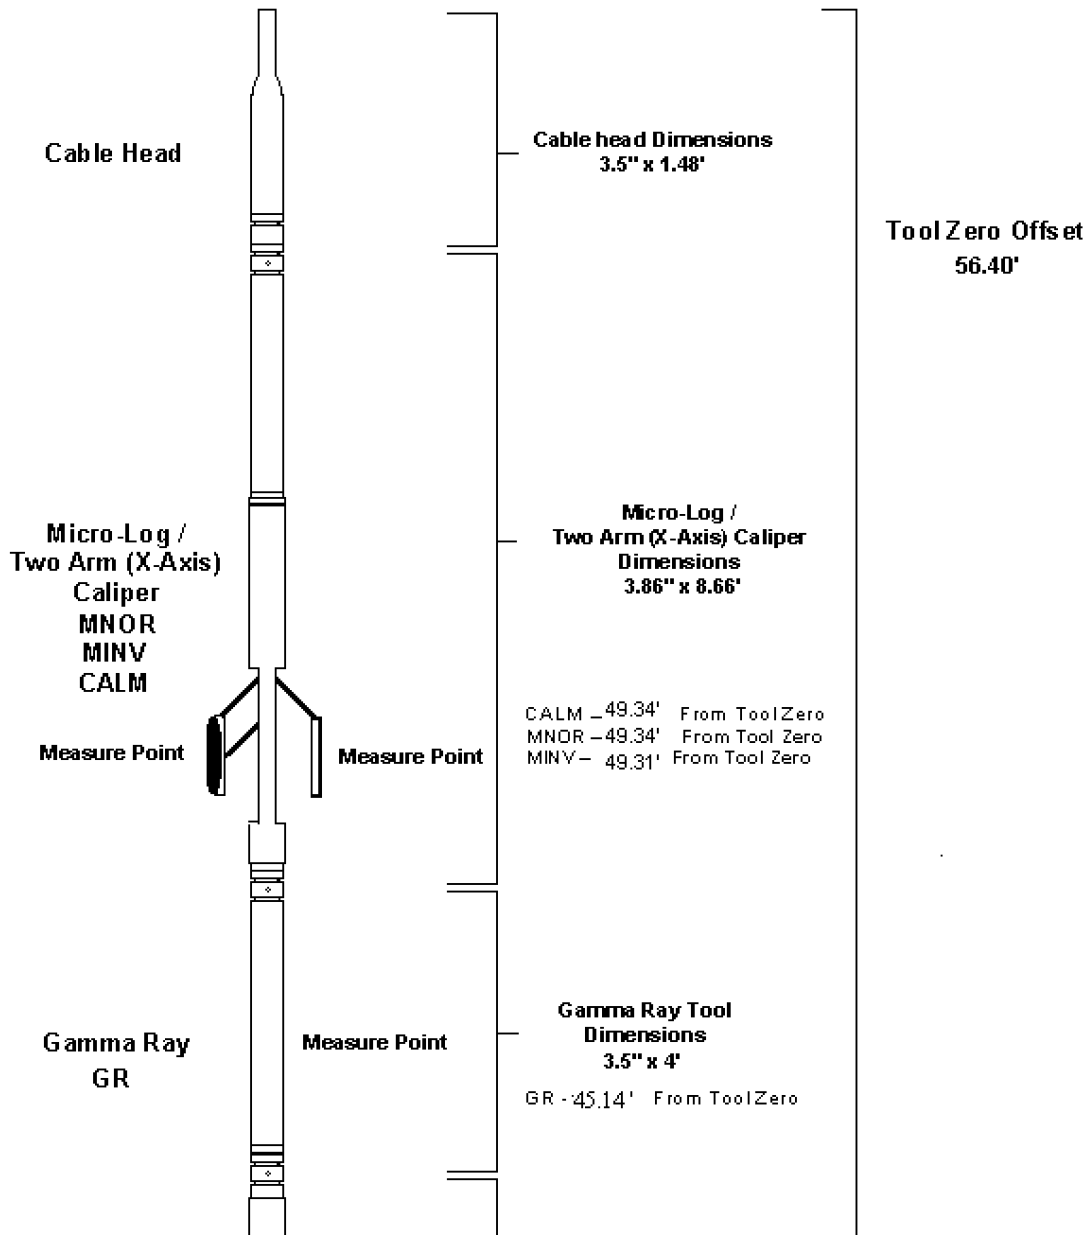 Cable Head
Cable head Dimensions
3.5" x 1.48'
Tool Zero Offset
56.40'
Micro-Log /
Two Arm (X-Axis)
Caliper
MNOR
MINV
CALM
Micro-Log /
Two Arm (X-Axis) Caliper
Dimensions
3.86" x 8.66'
Measure Point
Measure Point
CALM – 49.34' From Tool Zero
MNOR – 49.34' From Tool Zero
MINV – 49.31' From Tool Zero
Gamma Ray
GR
Measure Point
Gamma Ray Tool
Dimensions
3.5" x 4'
GR - 45.14' From Tool Zero